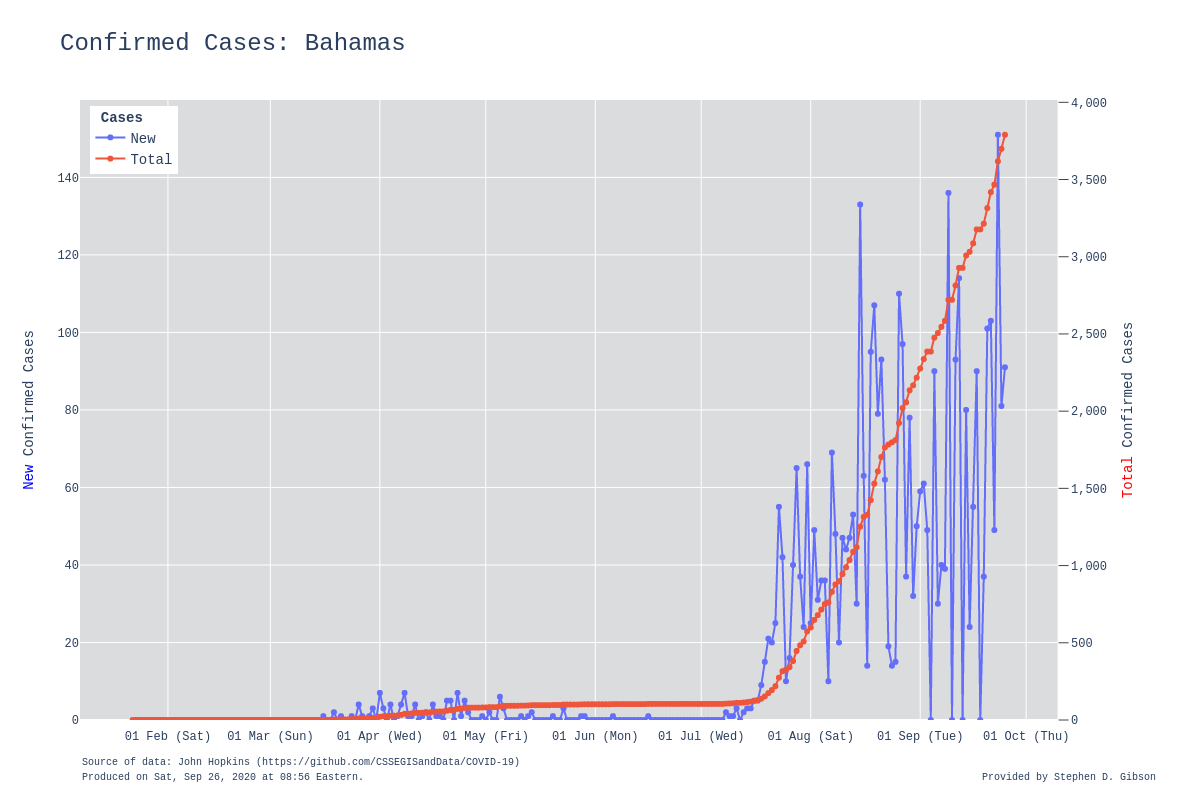 Confirmed Cases: Bahamas
Cases
New
Total
140
120
100
80
60
40
20
0
4,000
3,500
3,000
2,500
2,000
1,500
1,000
500
0
New Confirmed Cases
Total Confirmed Cases
01 Feb (Sat)
01 Mar (Sun)
01 Apr (Wed)
01 May (Fri)
01 Jun (Mon)
01 Jul (Wed)
01 Aug (Sat)
01 Sep (Tue)
01 Oct (Thu)
Source of data: John Hopkins (https://github.com/CSSEGISandData/COVID-19)
Produced on Sat, Sep 26, 2020 at 08:56 Eastern.
Provided by Stephen D. Gibson